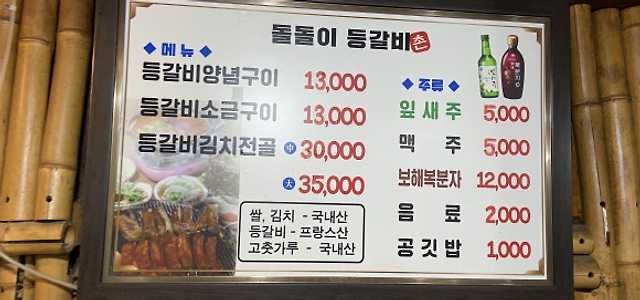 돌돌이 등갈비촌
◆ 메 뉴 ◆
등갈비양념구이 13,000
등갈비소금구이 13,000
등갈비김치전골 中 30,000
大 35,000
쌀, 김치 - 국내산
등갈비 - 프랑스산
고춧가루 - 국내산
◆ 주류 ◆
잎새주 5,000
맥 주 5,000
보해복분자 12,000
음 료 2,000
공깃밥 1,000